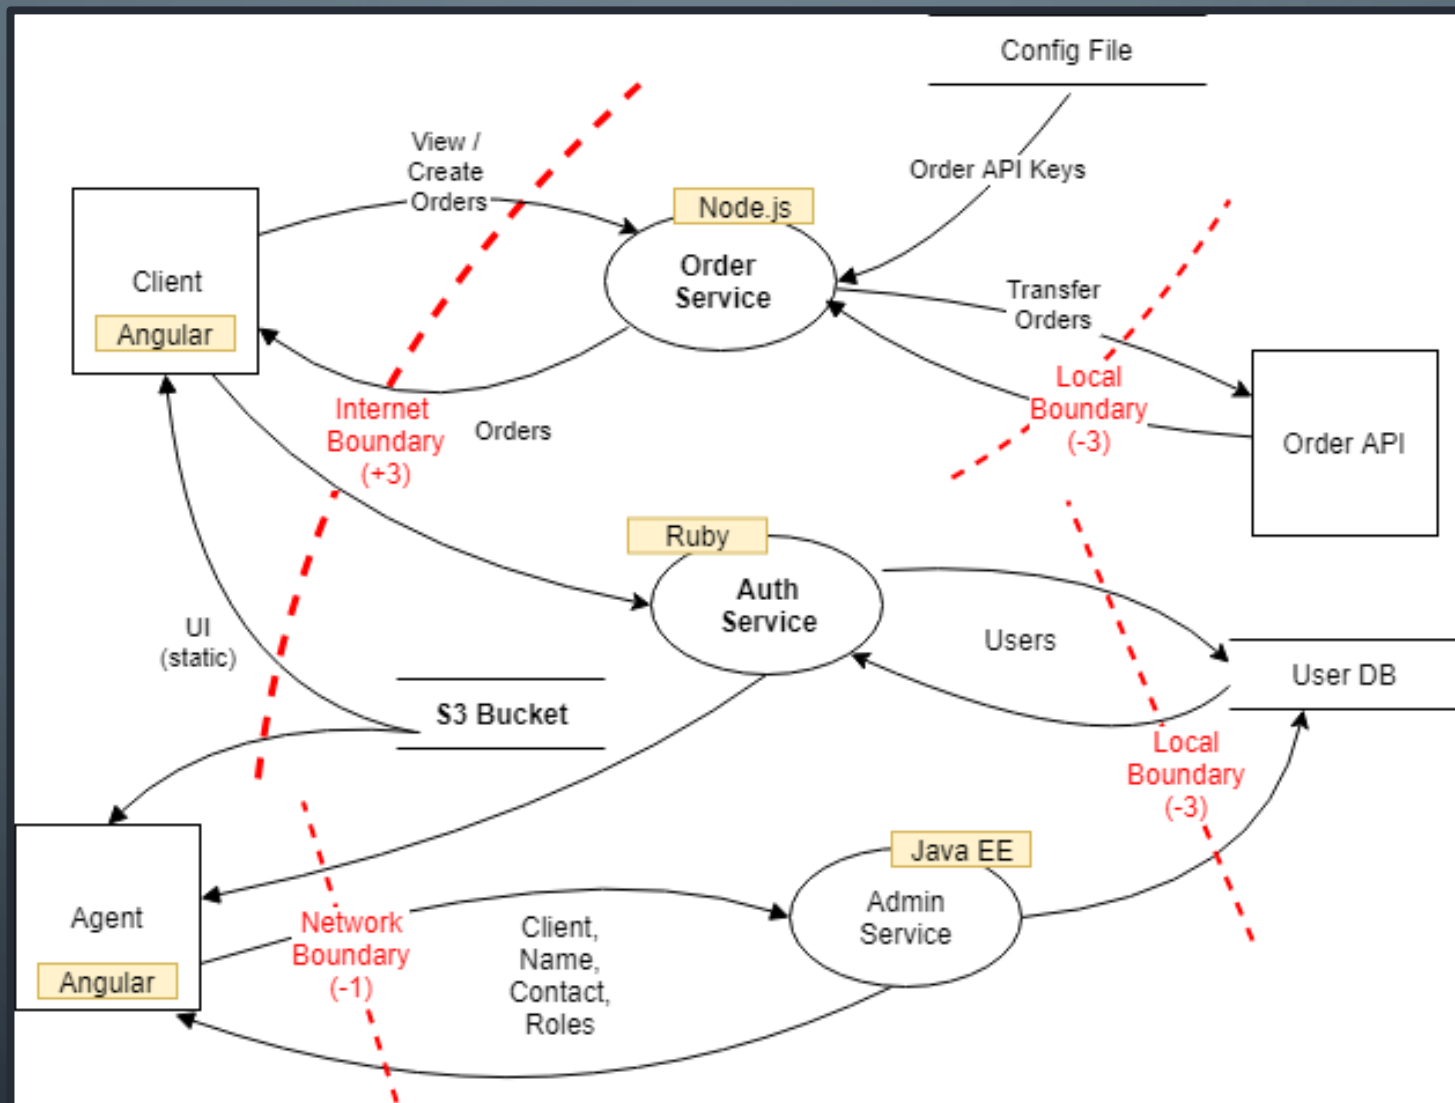 Config File
View /
Create
Orders
Order API Keys
Node.js
Order
Service
Client
Angular
Transfer
Orders
Local
Boundary
(-3)
Internet
Boundary
(+3)
Orders
Order API
Ruby
Auth
Service
UI
(static)
Users
User DB
S3 Bucket
Local
Boundary
(-3)
Java EE
Admin
Service
Agent
Angular
Network
Boundary
(-1)
Client,
Name,
Contact,
Roles